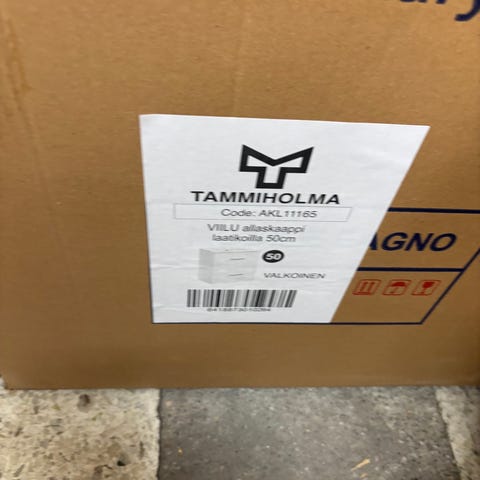 TAMMIHOLMA
Code: AKL11165
VIILU allaskaappi
laatikoilla 50cm
50
VALKOINEN
AGNO